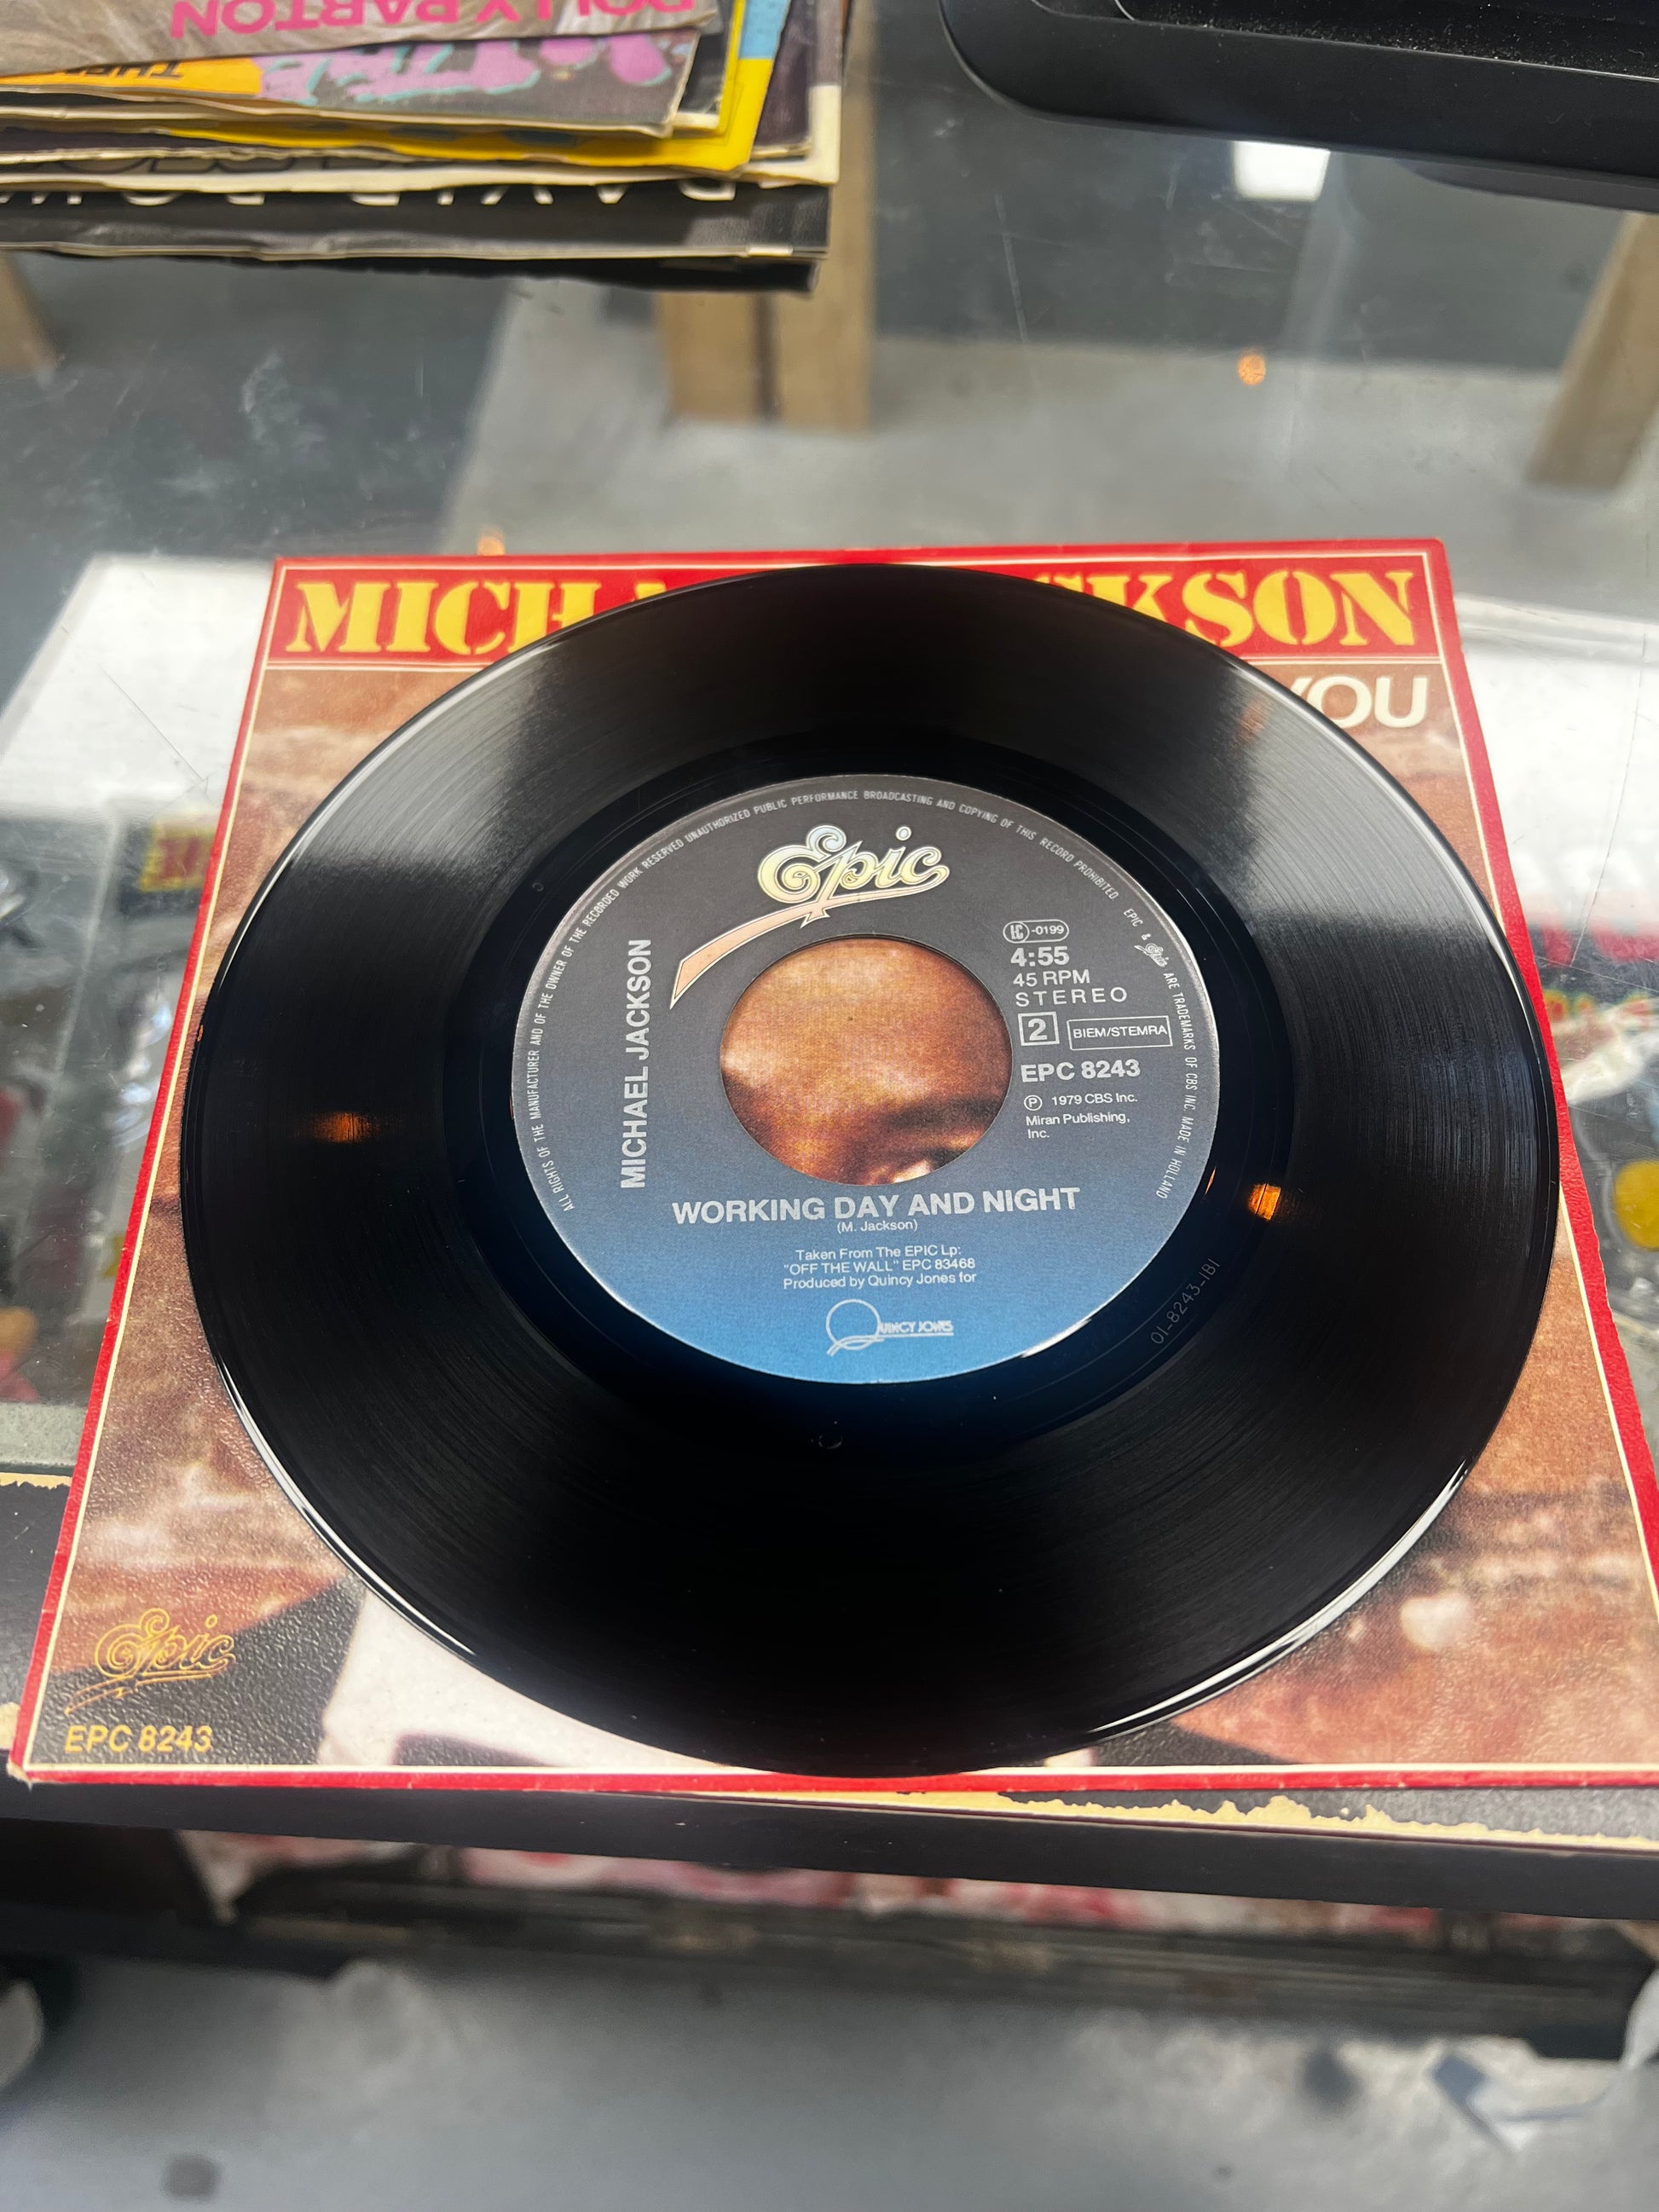 DOLLY PARTON
MICHA
CKSON
YOU
ALL RIGHTS OF THE MANUFACTURER AND OF THE OWNER OF THE RECORDED WORK RESERVED UNAUTHORIZED PUBLIC PERFORMANCE BROADCASTING AND COPYING OF THIS RECORD PROHIBITED EPIC & Epic ARE TRADEMARKS OF CBS INC. MADE IN HOLLAND
Epic
MICHAEL JACKSON
LC -0199
4:55
45 RPM
STEREO
2 BIEM/STEMRA
EPC 8243
℗ 1979 CBS Inc.
Miran Publishing,
Inc.
WORKING DAY AND NIGHT
(M. Jackson)
Taken From The EPIC Lp:
"OFF THE WALL" EPC 83468
Produced by Quincy Jones for
QUINCY JONES
01-8243-1B1
Epic
EPC 8243